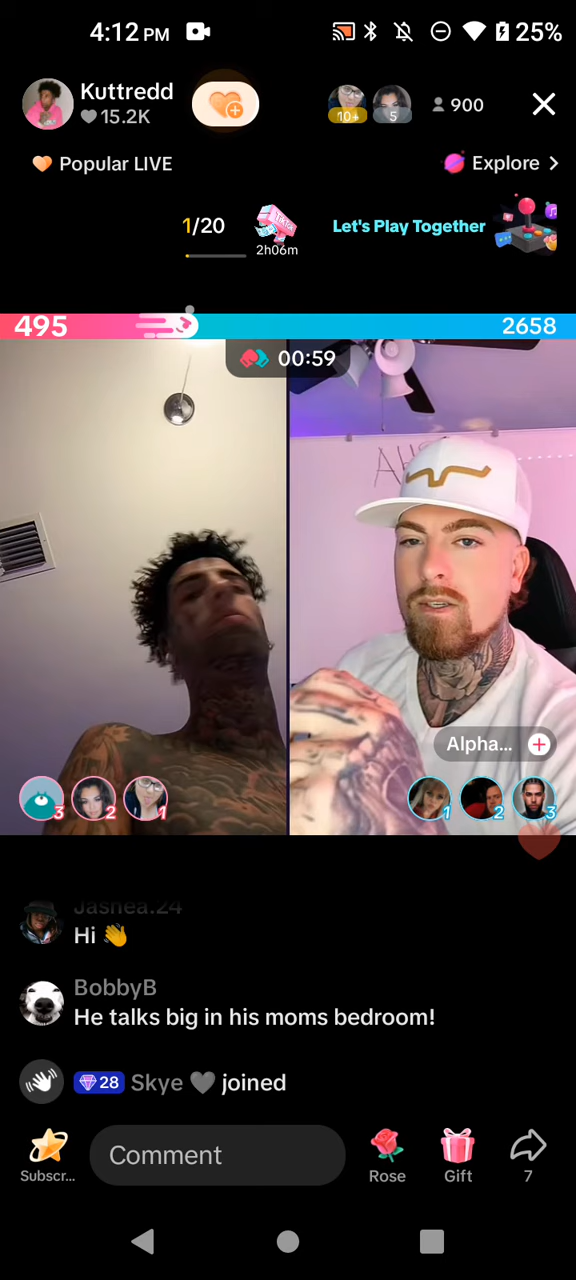 4:12 PM
25%
Kuttredd
15.2K
10+
5
900
Popular LIVE
Explore >
1/20
2h06m
Let's Play Together
495
2658
00:59
Alpha...
3
2
1
1
2
3
Jashea.24
Hi 👋
BobbyB
He talks big in his moms bedroom!
28 Skye 🖤 joined
Subscr...
Comment
Rose
Gift
7